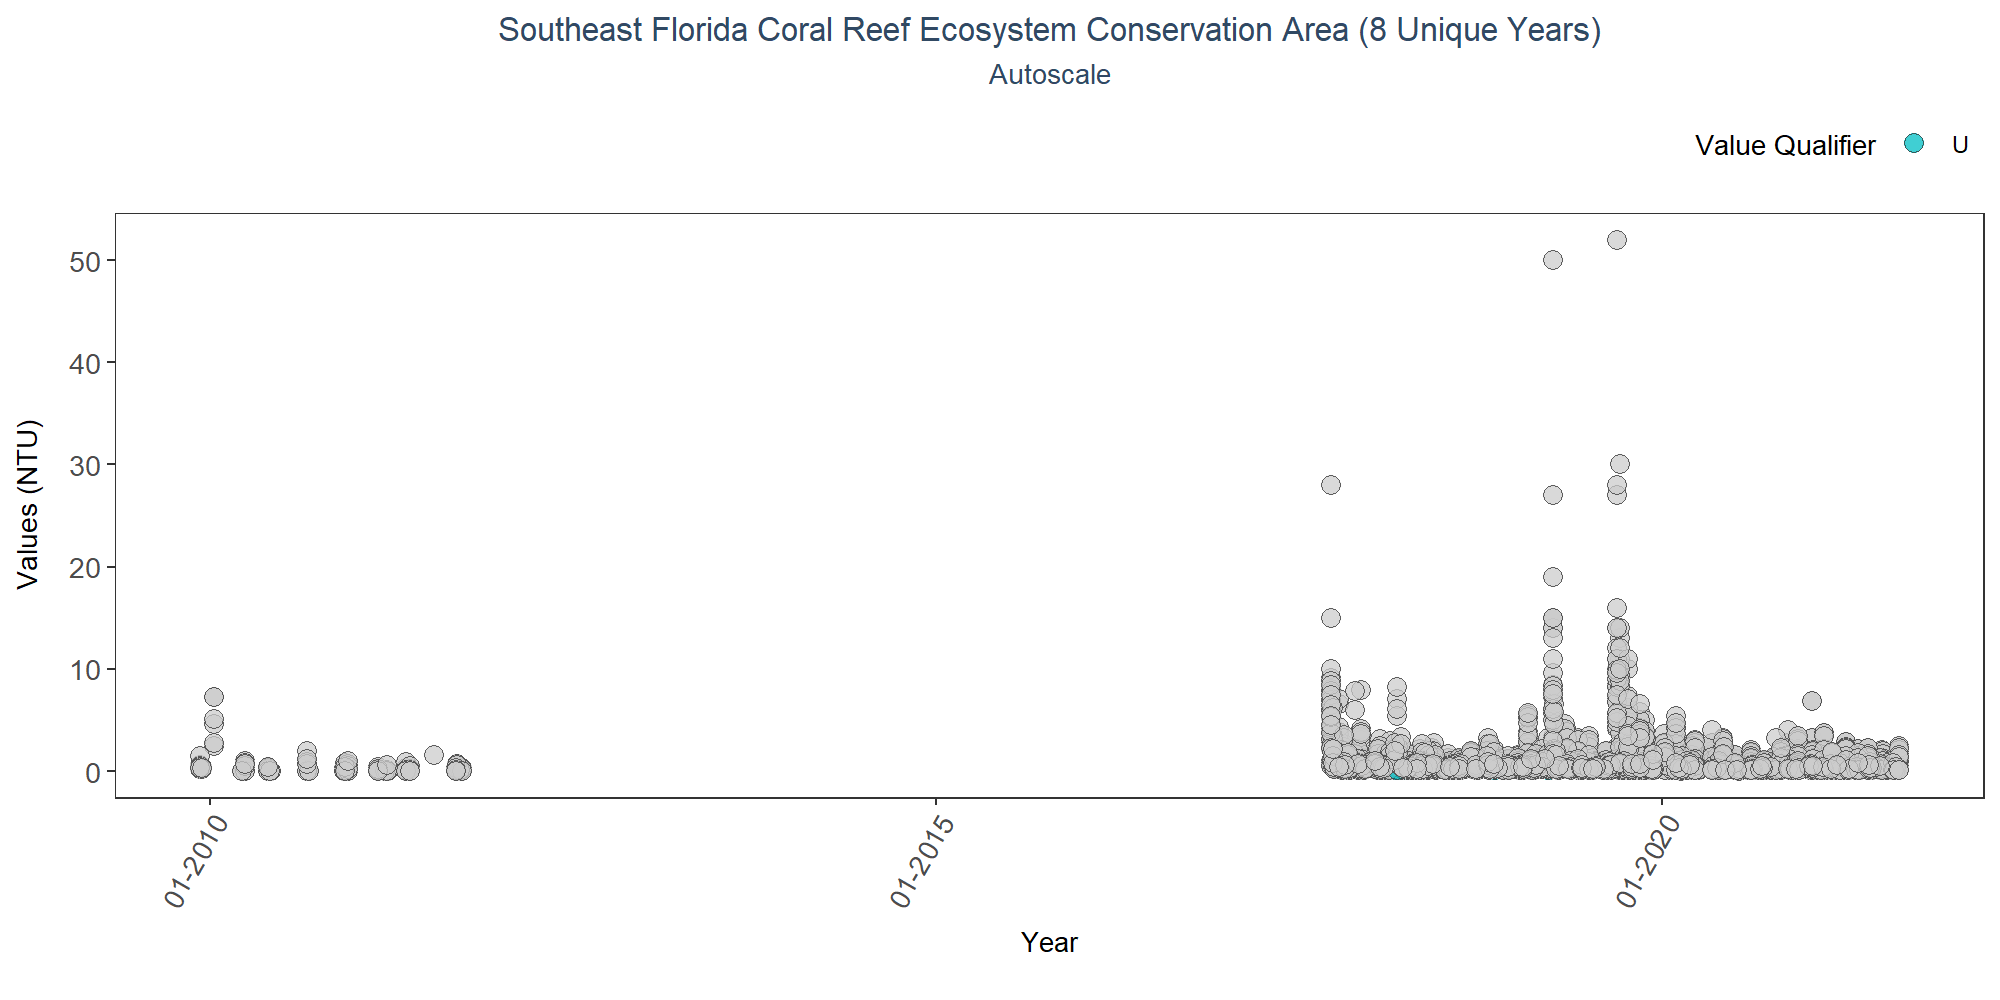 Southeast Florida Coral Reef Ecosystem Conservation Area (8 Unique Years)
Autoscale
Value Qualifier U
Values (NTU)
50
40
30
20
10
0
01-2010 01-2015 01-2020
Year